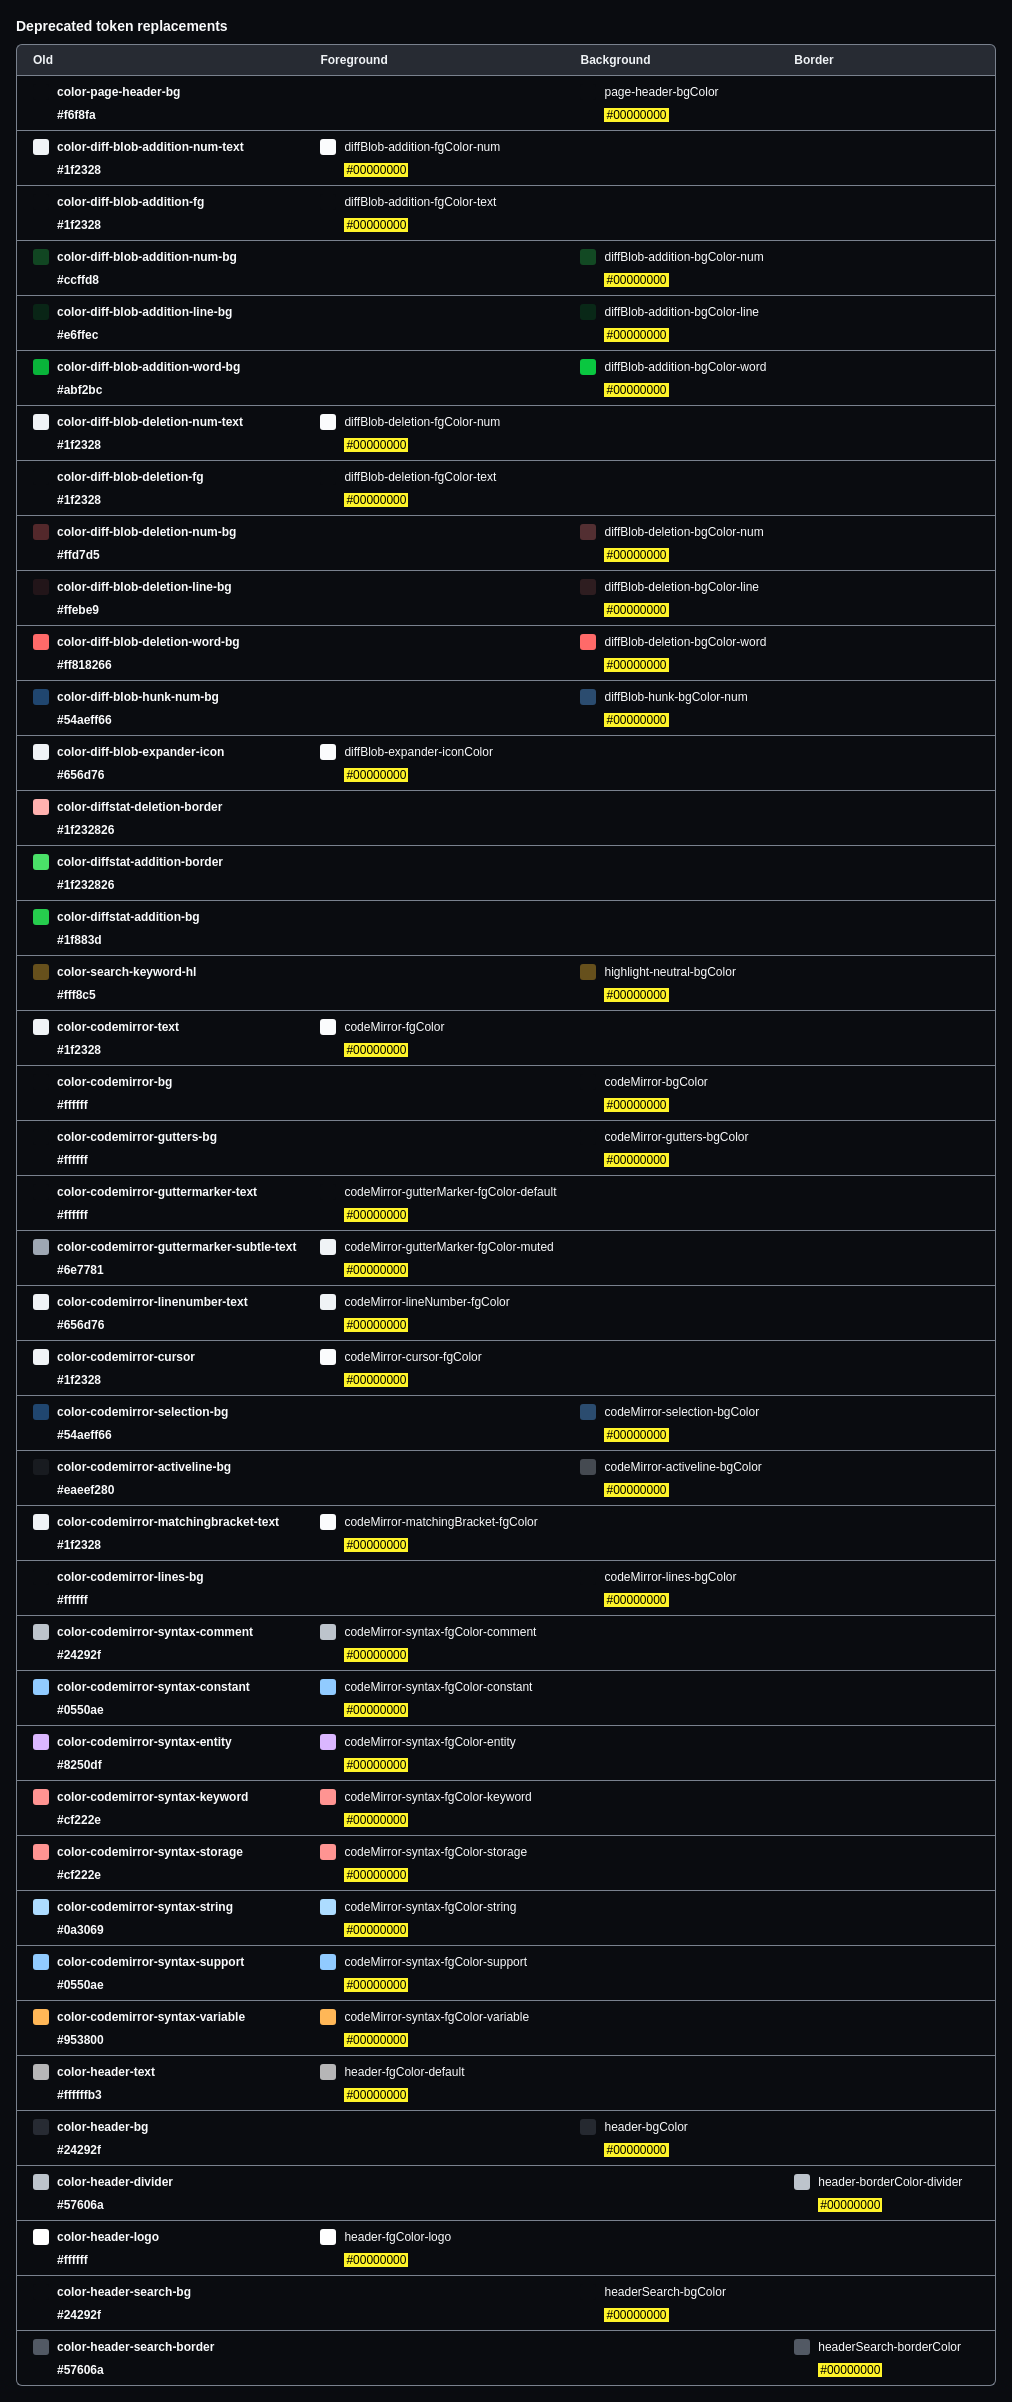 Deprecated token replacements
Old Foreground Background Border
color-page-header-bg page-header-bgColor
#f6f8fa #00000000
color-diff-blob-addition-num-text diffBlob-addition-fgColor-num
#1f2328 #00000000
color-diff-blob-addition-fg diffBlob-addition-fgColor-text
#1f2328 #00000000
color-diff-blob-addition-num-bg diffBlob-addition-bgColor-num
#ccffd8 #00000000
color-diff-blob-addition-line-bg diffBlob-addition-bgColor-line
#e6ffec #00000000
color-diff-blob-addition-word-bg diffBlob-addition-bgColor-word
#abf2bc #00000000
color-diff-blob-deletion-num-text diffBlob-deletion-fgColor-num
#1f2328 #00000000
color-diff-blob-deletion-fg diffBlob-deletion-fgColor-text
#1f2328 #00000000
color-diff-blob-deletion-num-bg diffBlob-deletion-bgColor-num
#ffd7d5 #00000000
color-diff-blob-deletion-line-bg diffBlob-deletion-bgColor-line
#ffebe9 #00000000
color-diff-blob-deletion-word-bg diffBlob-deletion-bgColor-word
#ff818266 #00000000
color-diff-blob-hunk-num-bg diffBlob-hunk-bgColor-num
#54aeff66 #00000000
color-diff-blob-expander-icon diffBlob-expander-iconColor
#656d76 #00000000
color-diffstat-deletion-border
#1f232826
color-diffstat-addition-border
#1f232826
color-diffstat-addition-bg
#1f883d
color-search-keyword-hl highlight-neutral-bgColor
#fff8c5 #00000000
color-codemirror-text codeMirror-fgColor
#1f2328 #00000000
color-codemirror-bg codeMirror-bgColor
#ffffff #00000000
color-codemirror-gutters-bg codeMirror-gutters-bgColor
#ffffff #00000000
color-codemirror-guttermarker-text codeMirror-gutterMarker-fgColor-default
#ffffff #00000000
color-codemirror-guttermarker-subtle-text codeMirror-gutterMarker-fgColor-muted
#6e7781 #00000000
color-codemirror-linenumber-text codeMirror-lineNumber-fgColor
#656d76 #00000000
color-codemirror-cursor codeMirror-cursor-fgColor
#1f2328 #00000000
color-codemirror-selection-bg codeMirror-selection-bgColor
#54aeff66 #00000000
color-codemirror-activeline-bg codeMirror-activeline-bgColor
#eaeef280 #00000000
color-codemirror-matchingbracket-text codeMirror-matchingBracket-fgColor
#1f2328 #00000000
color-codemirror-lines-bg codeMirror-lines-bgColor
#ffffff #00000000
color-codemirror-syntax-comment codeMirror-syntax-fgColor-comment
#24292f #00000000
color-codemirror-syntax-constant codeMirror-syntax-fgColor-constant
#0550ae #00000000
color-codemirror-syntax-entity codeMirror-syntax-fgColor-entity
#8250df #00000000
color-codemirror-syntax-keyword codeMirror-syntax-fgColor-keyword
#cf222e #00000000
color-codemirror-syntax-storage codeMirror-syntax-fgColor-storage
#cf222e #00000000
color-codemirror-syntax-string codeMirror-syntax-fgColor-string
#0a3069 #00000000
color-codemirror-syntax-support codeMirror-syntax-fgColor-support
#0550ae #00000000
color-codemirror-syntax-variable codeMirror-syntax-fgColor-variable
#953800 #00000000
color-header-text header-fgColor-default
#ffffffb3 #00000000
color-header-bg header-bgColor
#24292f #00000000
color-header-divider header-borderColor-divider
#57606a #00000000
color-header-logo header-fgColor-logo
#ffffff #00000000
color-header-search-bg headerSearch-bgColor
#24292f #00000000
color-header-search-border headerSearch-borderColor
#57606a #00000000